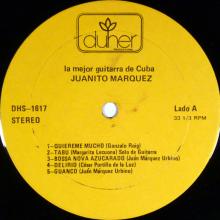 duher
la mejor guitarra de Cuba
JUANITO MARQUEZ
DHS-1617
Lado A
STEREO
33 1/3 RPM
1-QUIEREME MUCHO (Gonzalo Roig)
2-TABU (Margarita Lecuona) Solo de Guitarra
3-BOSSA NOVA AZUCARADO (Juán Márquez Urbino)
4-DELIRIO (César Portillo de la Luz)
5-GUANCO (Juán Márquez Urbino)